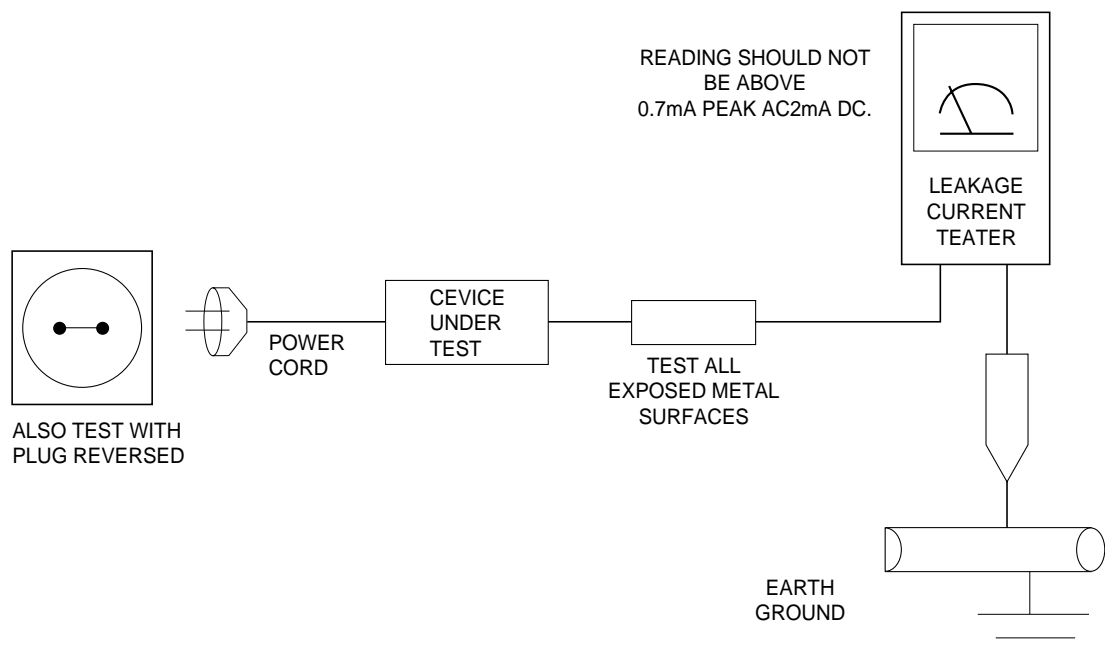 READING SHOULD NOT
BE ABOVE
0.7mA PEAK AC2mA DC.
LEAKAGE
CURRENT
TEATER
CEVICE
UNDER
TEST
POWER
CORD
TEST ALL
EXPOSED METAL
SURFACES
ALSO TEST WITH
PLUG REVERSED
EARTH
GROUND